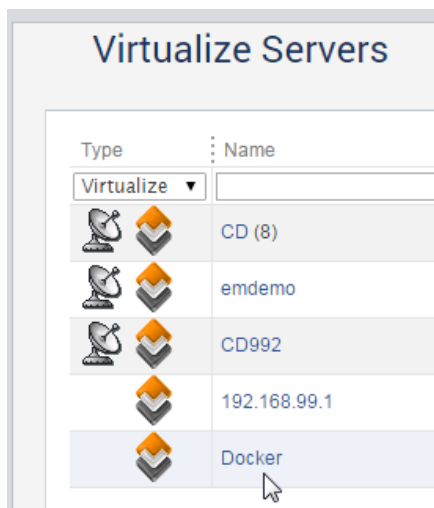 Virtualize Servers
Type Name
Virtualize
CD (8)
emdemo
CD992
192.168.99.1
Docker